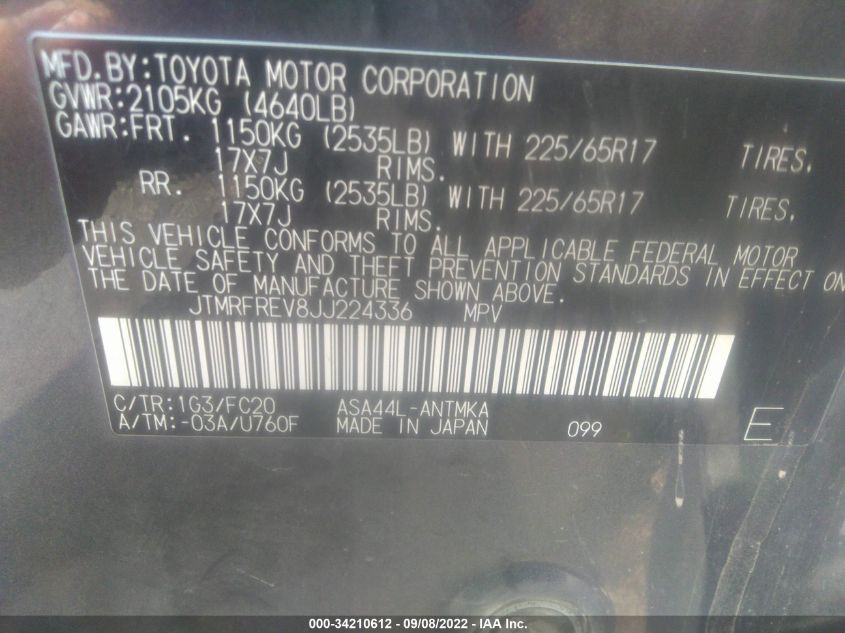 MFD.BY:TOYOTA MOTOR CORPORATION
GVWR:2105KG (4640LB)
GAWR:FRT. 1150KG (2535LB) WITH 225/65R17 TIRES,
17X7J RIMS.
RR. 1150KG (2535LB) WITH 225/65R17 TIRES,
17X7J RIMS.
THIS VEHICLE CONFORMS TO ALL APPLICABLE FEDERAL MOTOR
VEHICLE SAFETY AND THEFT PREVENTION STANDARDS IN EFFECT ON
THE DATE OF MANUFACTURE SHOWN ABOVE.
JTMRFREV8JJ224336 MPV
C/TR:1G3/FC20 ASA44L-ANTMKA
A/TM:-03A/U760F MADE IN JAPAN 099 E
000-34210612 - 09/08/2022 - IAA Inc.